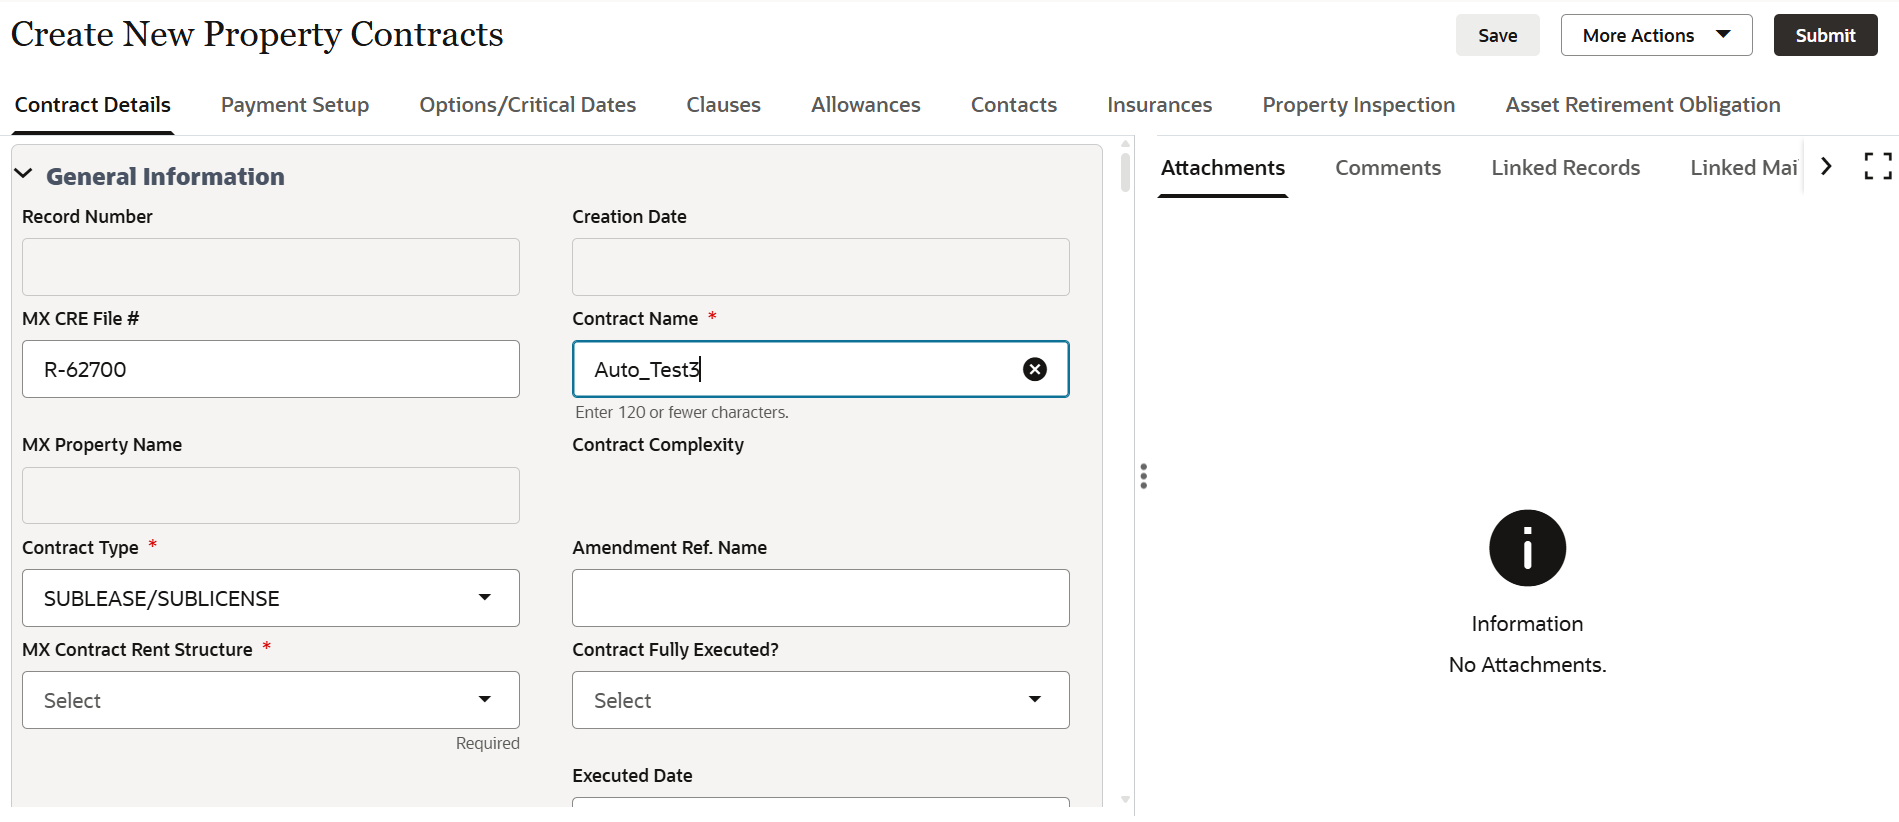 Create New Property Contracts
Save
More Actions
Submit
Contract Details
Payment Setup
Options/Critical Dates
Clauses
Allowances
Contacts
Insurances
Property Inspection
Asset Retirement Obligation
General Information
Record Number
Creation Date
MX CRE File #
Contract Name *
R-62700
Auto_Test3
Enter 120 or fewer characters.
MX Property Name
Contract Complexity
Contract Type *
Amendment Ref. Name
SUBLEASE/SUBLICENSE
MX Contract Rent Structure *
Contract Fully Executed?
Select
Select
Required
Executed Date
Attachments
Comments
Linked Records
Linked Mai
Information
No Attachments.